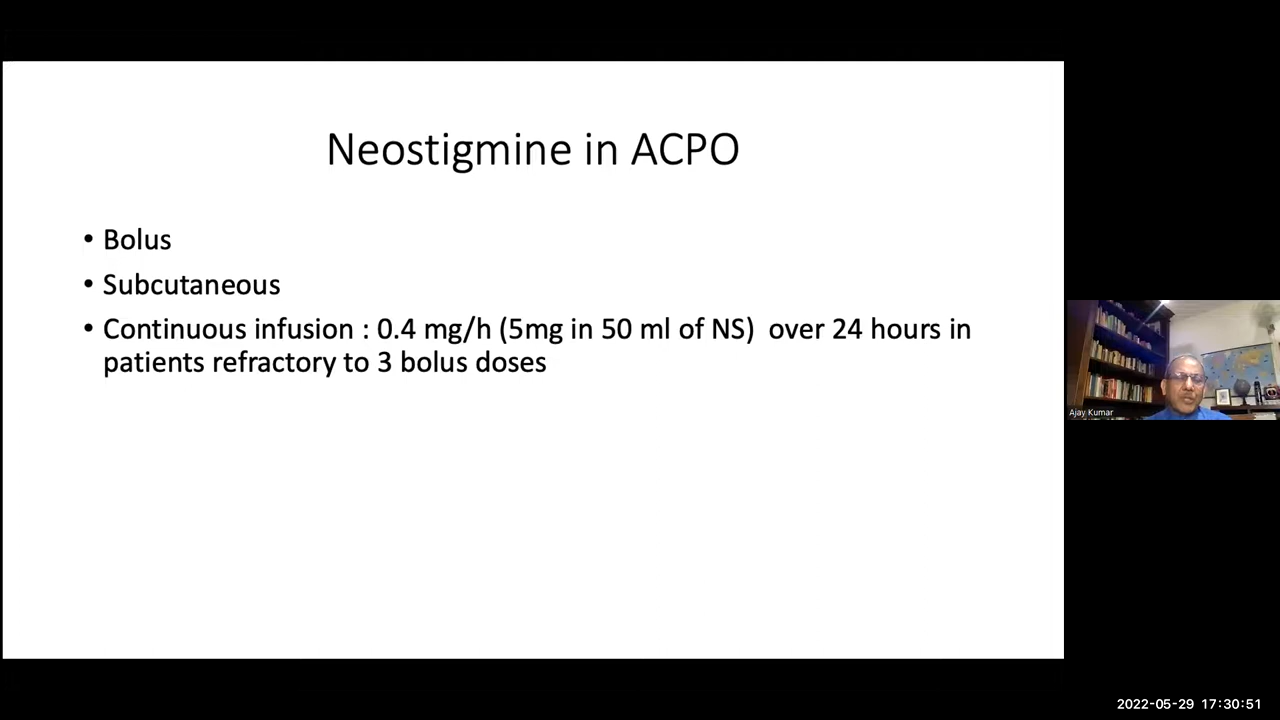 Neostigmine in ACPO
• Bolus
• Subcutaneous
• Continuous infusion : 0.4 mg/h (5mg in 50 ml of NS)  over 24 hours in
patients refractory to 3 bolus doses
Ajay Kumar
2022-05-29 17:30:51